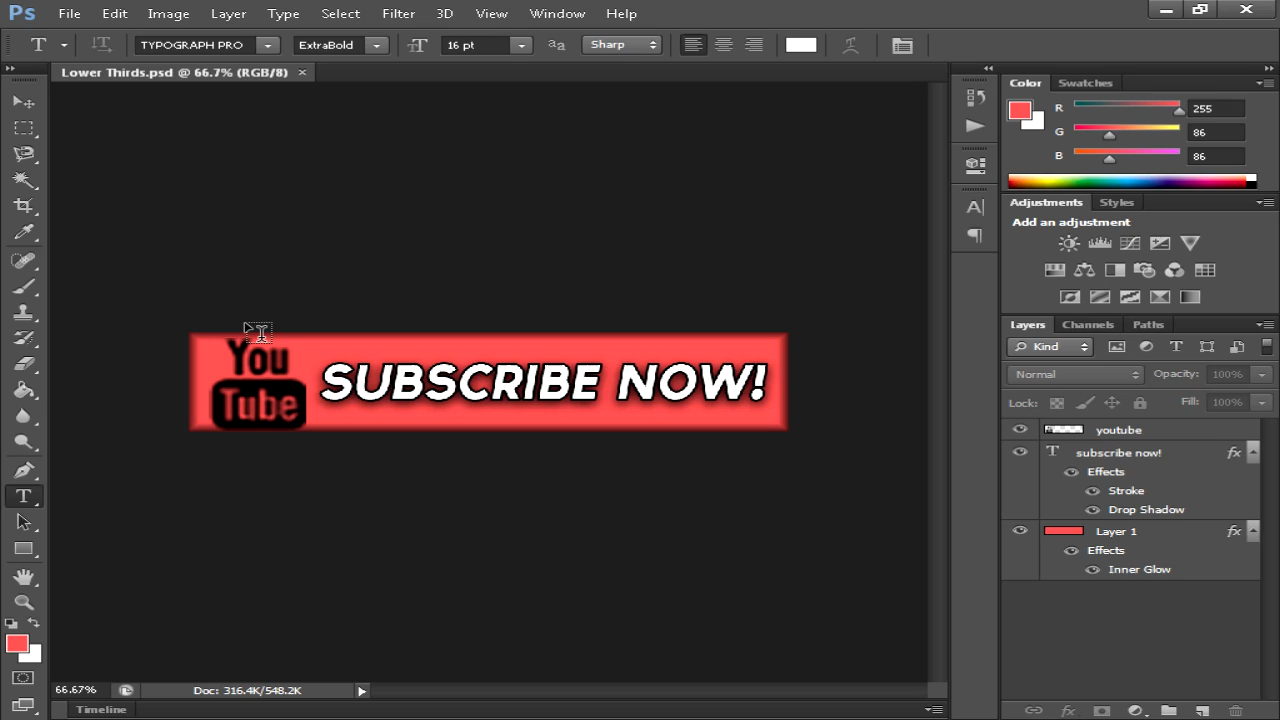 Ps File Edit Image Layer Type Select Filter 3D View Window Help
T TYPOGRAPH PRO ExtraBold 16 pt aa Sharp
Lower Thirds.psd @ 66.7% (RGB/8) ×
Color Swatches
R 255
G 86
B 86
Adjustments Styles
Add an adjustment
Layers Channels Paths
Kind
Normal Opacity: 100%
Lock: Fill: 100%
youtube
T subscribe now! fx
Effects
Stroke
Drop Shadow
Layer 1 fx
Effects
Inner Glow
You
Tube
SUBSCRIBE NOW!
66.67% Doc: 316.4K/548.2K
Timeline